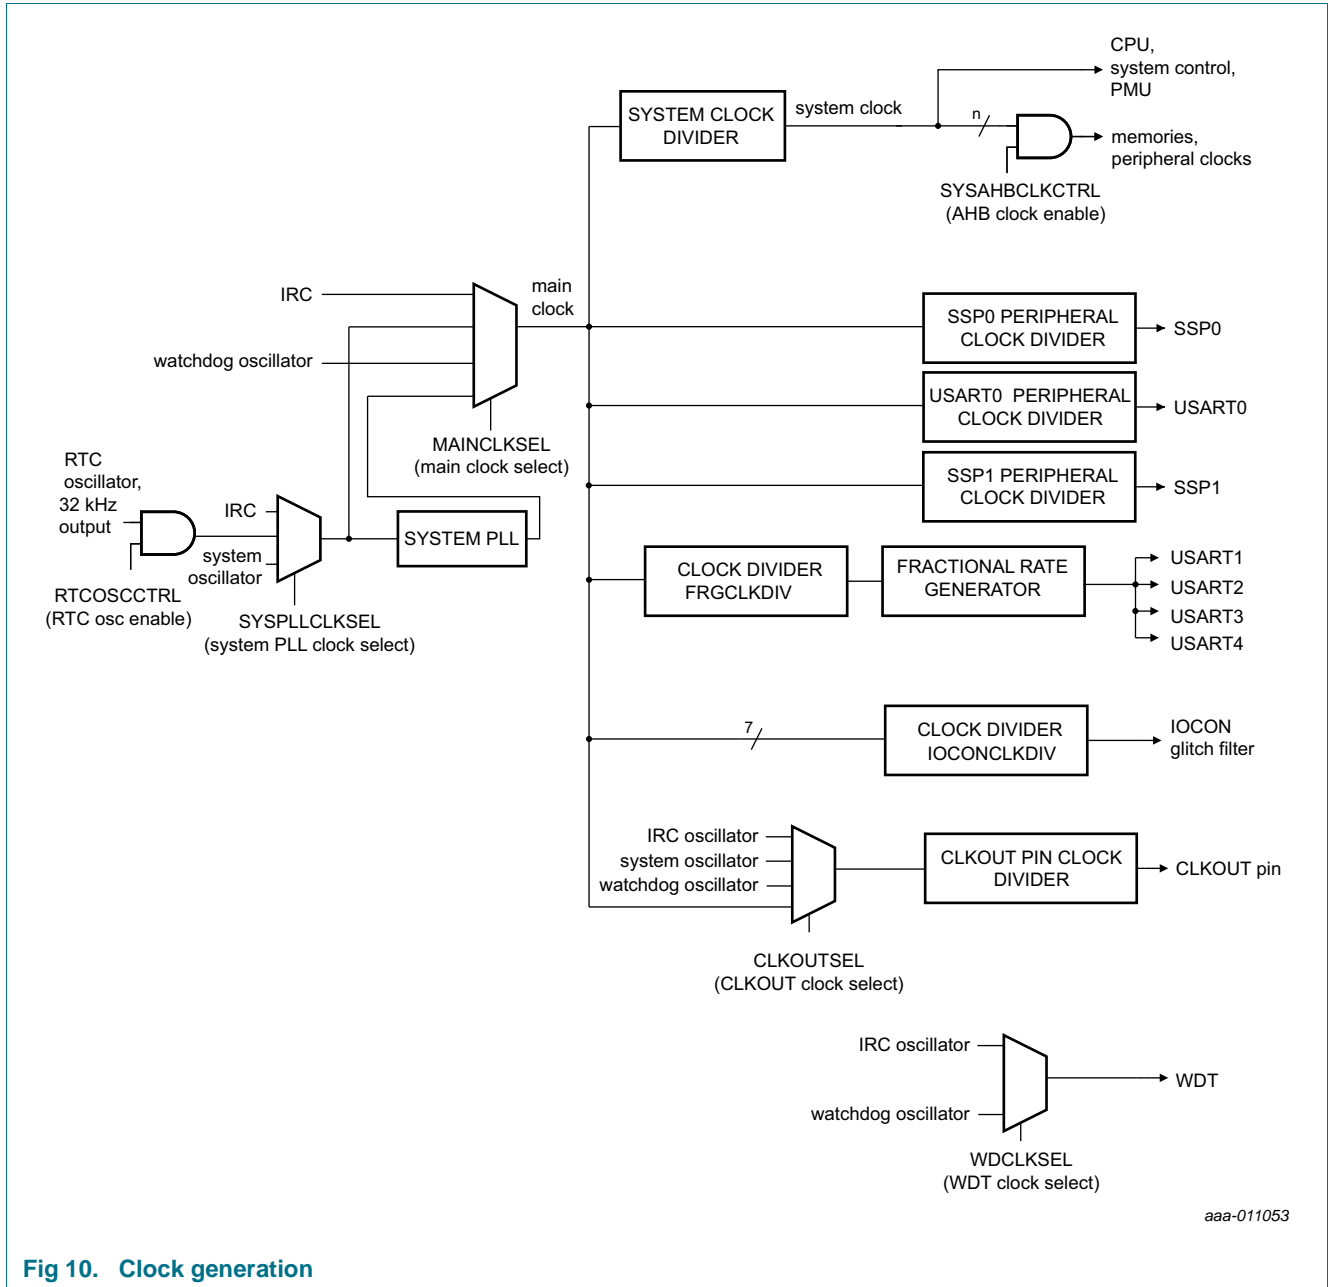 CPU,
system control,
PMU
SYSTEM CLOCK
DIVIDER
system clock
n
memories,
peripheral clocks
SYSAHBCLKCTRL
(AHB clock enable)
IRC
main
clock
SSP0 PERIPHERAL
CLOCK DIVIDER
SSP0
watchdog oscillator
USART0 PERIPHERAL
CLOCK DIVIDER
USART0
MAINCLKSEL
(main clock select)
RTC
oscillator,
32 kHz
output
IRC
system
oscillator
SYSTEM PLL
SSP1 PERIPHERAL
CLOCK DIVIDER
SSP1
RTCOSCCTRL
(RTC osc enable)
SYSPLLCLKSEL
(system PLL clock select)
CLOCK DIVIDER
FRGCLKDIV
FRACTIONAL RATE
GENERATOR
USART1
USART2
USART3
USART4
7
CLOCK DIVIDER
IOCONCLKDIV
IOCON
glitch filter
IRC oscillator
system oscillator
watchdog oscillator
CLKOUT PIN CLOCK
DIVIDER
CLKOUT pin
CLKOUTSEL
(CLKOUT clock select)
IRC oscillator
watchdog oscillator
WDT
WDCLKSEL
(WDT clock select)
aaa-011053
Fig 10. Clock generation